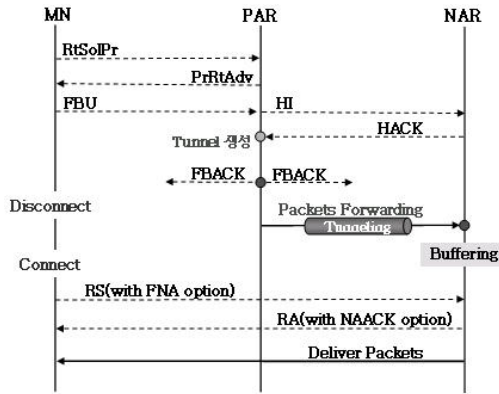 MN PAR NAR
RtSolPr
PrRtAdv
FBU HI
HACK
Tunnel 생성
FBACK FBACK
Disconnect
Packets Forwarding
Tunneling
Buffering
Connect
RS(with FNA option)
RA(with NAACK option)
Deliver Packets